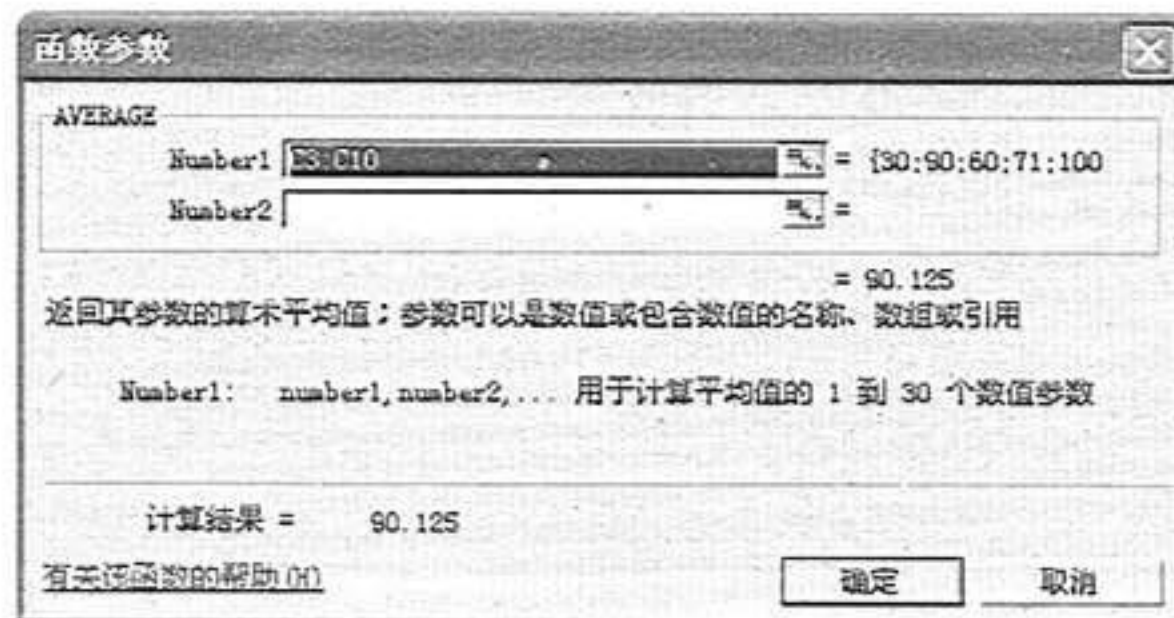 函数参数
AVERAGE
Number1 :C10 = {30;90;60;71;100
Number2 =
= 90.125
返回其参数的算术平均值;参数可以是数值或包含数值的名称、数组或引用
Number1: number1,number2,... 用于计算平均值的 1 到 30 个数值参数
计算结果 = 90.125
有关该函数的帮助(H)
确定 取消